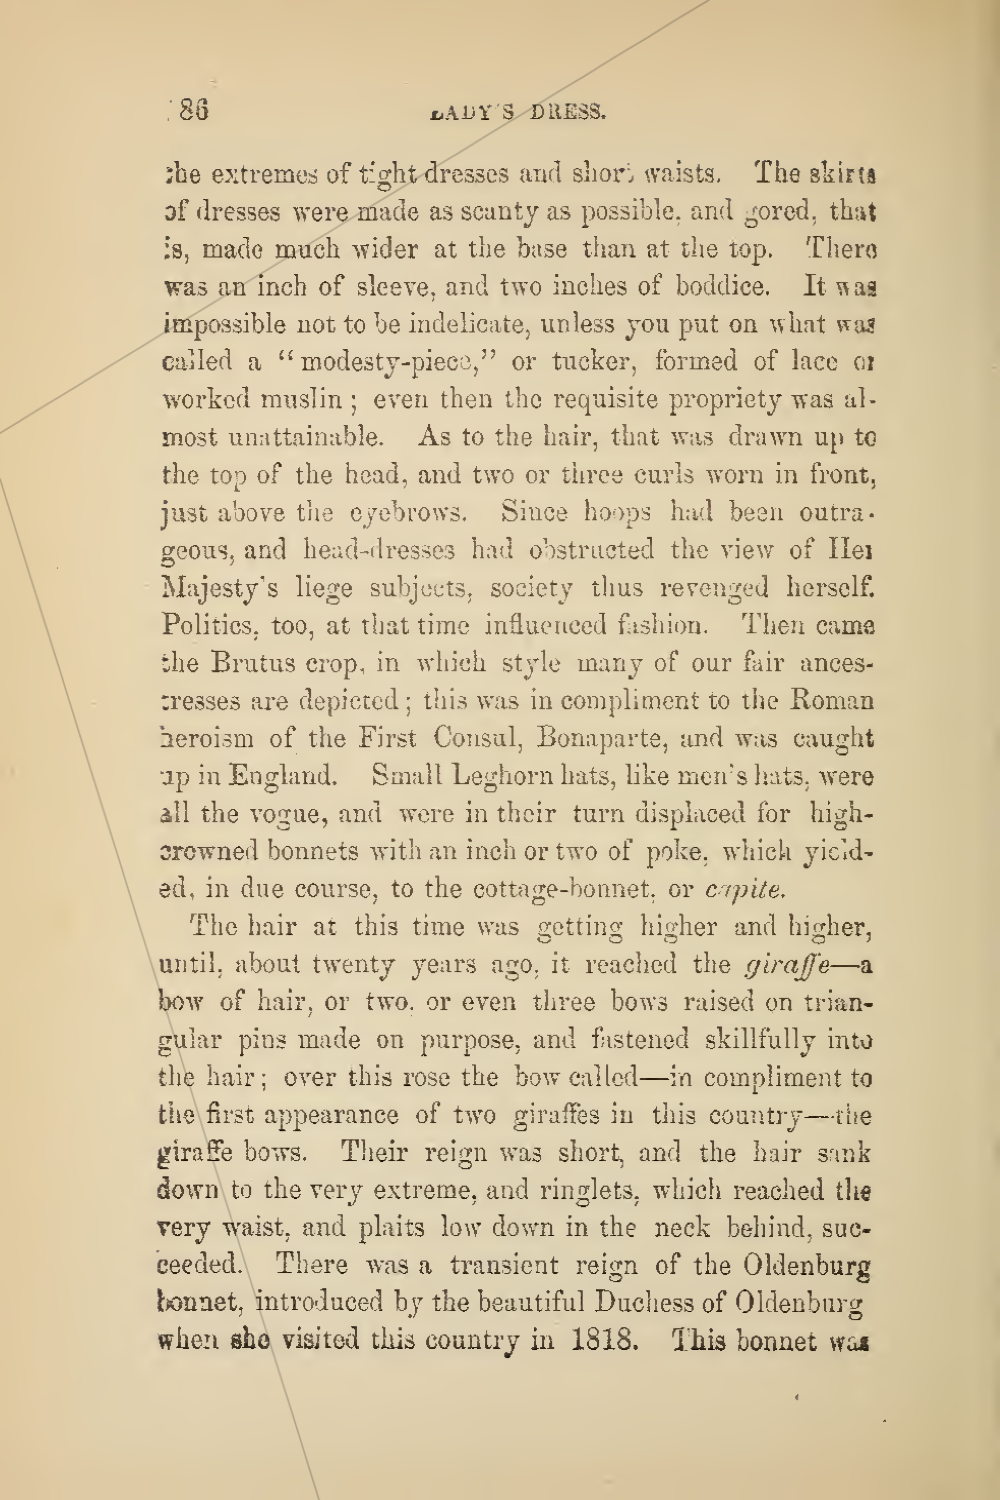 86 LADY'S DRESS.
the extremes of tight dresses and short waists. The skirts
of dresses were made as scanty as possible, and gored, that
is, made much wider at the base than at the top. There
was an inch of sleeve, and two inches of boddice. It was
impossible not to be indelicate, unless you put on what was
called a “modesty-piece,” or tucker, formed of lace or
worked muslin; even then the requisite propriety was al-
most unattainable. As to the hair, that was drawn up to
the top of the head, and two or three curls worn in front,
just above the eyebrows. Since hoops had been outra-
geous, and head-dresses had obstructed the view of Her
Majesty's liege subjects, society thus revenged herself.
Politics, too, at that time influenced fashion. Then came
the Brutus crop, in which style many of our fair ances-
tresses are depicted; this was in compliment to the Roman
heroism of the First Consul, Bonaparte, and was caught
up in England. Small Leghorn hats, like men's hats, were
all the vogue, and were in their turn displaced for high-
crowned bonnets with an inch or two of poke, which yield-
ed, in due course, to the cottage-bonnet, or capite.
The hair at this time was getting higher and higher,
until, about twenty years ago, it reached the giraffe—a
bow of hair, or two, or even three bows raised on trian-
gular pins made on purpose, and fastened skillfully into
the hair; over this rose the bow called—in compliment to
the first appearance of two giraffes in this country—the
giraffe bows. Their reign was short, and the hair sank
down to the very extreme, and ringlets, which reached the
very waist, and plaits low down in the neck behind, suc-
ceeded. There was a transient reign of the Oldenburg
bonnet, introduced by the beautiful Duchess of Oldenburg
when she visited this country in 1818. This bonnet was